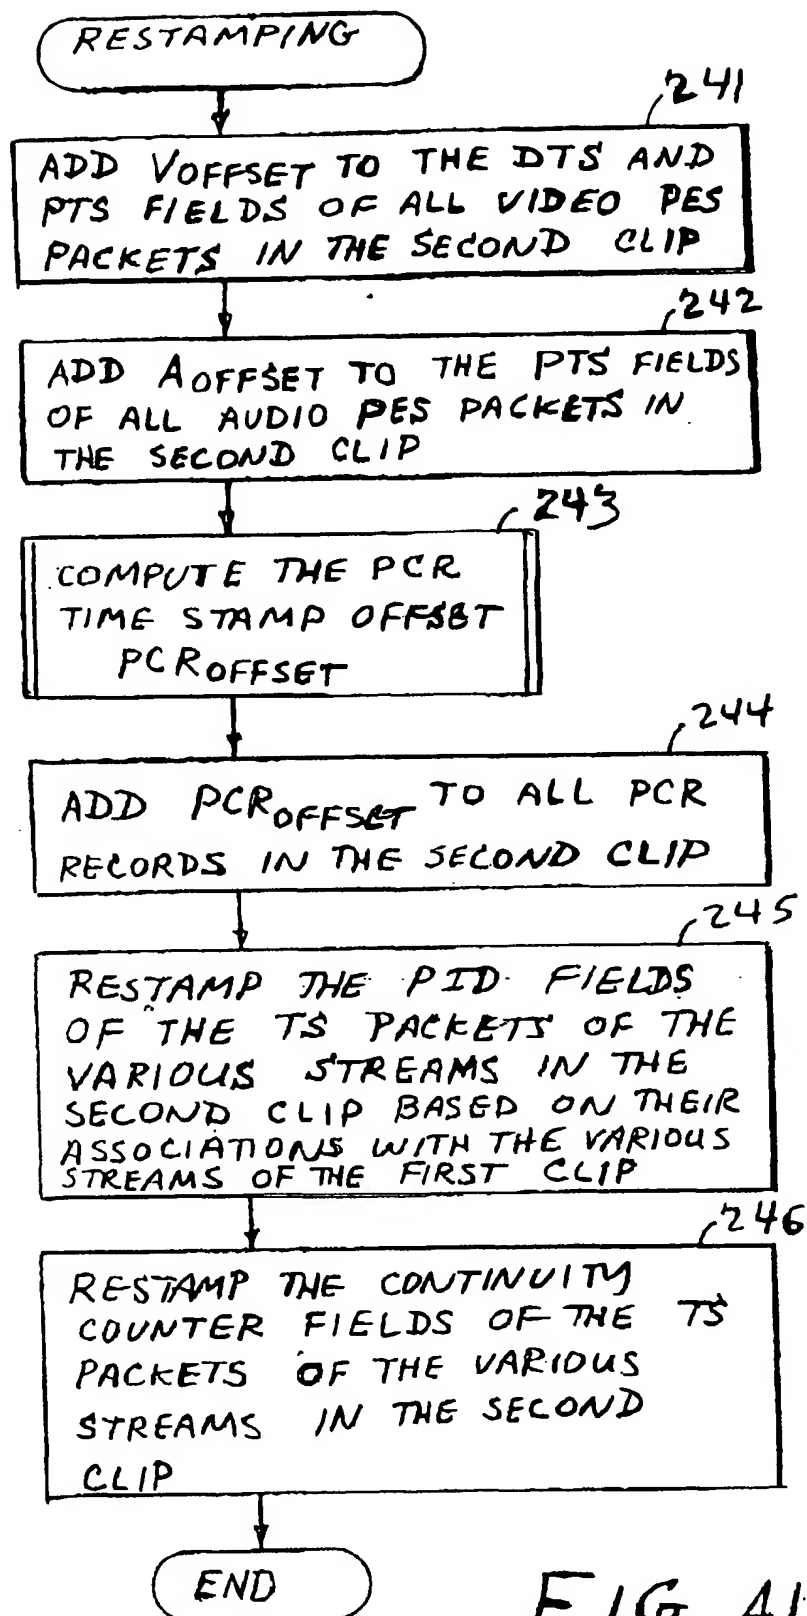 RESTAMPING
241
ADD VOFFSET TO THE DTS AND
PTS FIELDS OF ALL VIDEO PES
PACKETS IN THE SECOND CLIP
242
ADD AOFFSET TO THE PTS FIELDS
OF ALL AUDIO PES PACKETS IN
THE SECOND CLIP
243
COMPUTE THE PCR
TIME STAMP OFFSET
PCROFFSET
244
ADD PCROFFSET TO ALL PCR
RECORDS IN THE SECOND CLIP
245
RESTAMP THE PID FIELDS
OF THE TS PACKETS OF THE
VARIOUS STREAMS IN THE
SECOND CLIP BASED ON THEIR
ASSOCIATIONS WITH THE VARIOUS
STREAMS OF THE FIRST CLIP
246
RESTAMP THE CONTINUITY
COUNTER FIELDS OF THE TS
PACKETS OF THE VARIOUS
STREAMS IN THE SECOND
CLIP
END
FIG. 41